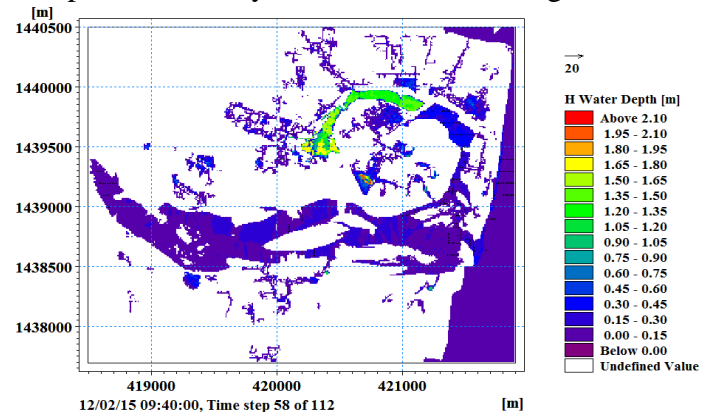 [m]
1440500
1440000
1439500
1439000
1438500
1438000
419000 420000 421000
12/02/15 09:40:00, Time step 58 of 112 [m]
20
H Water Depth [m]
Above 2.10
1.95 - 2.10
1.80 - 1.95
1.65 - 1.80
1.50 - 1.65
1.35 - 1.50
1.20 - 1.35
1.05 - 1.20
0.90 - 1.05
0.75 - 0.90
0.60 - 0.75
0.45 - 0.60
0.30 - 0.45
0.15 - 0.30
0.00 - 0.15
Below 0.00
Undefined Value